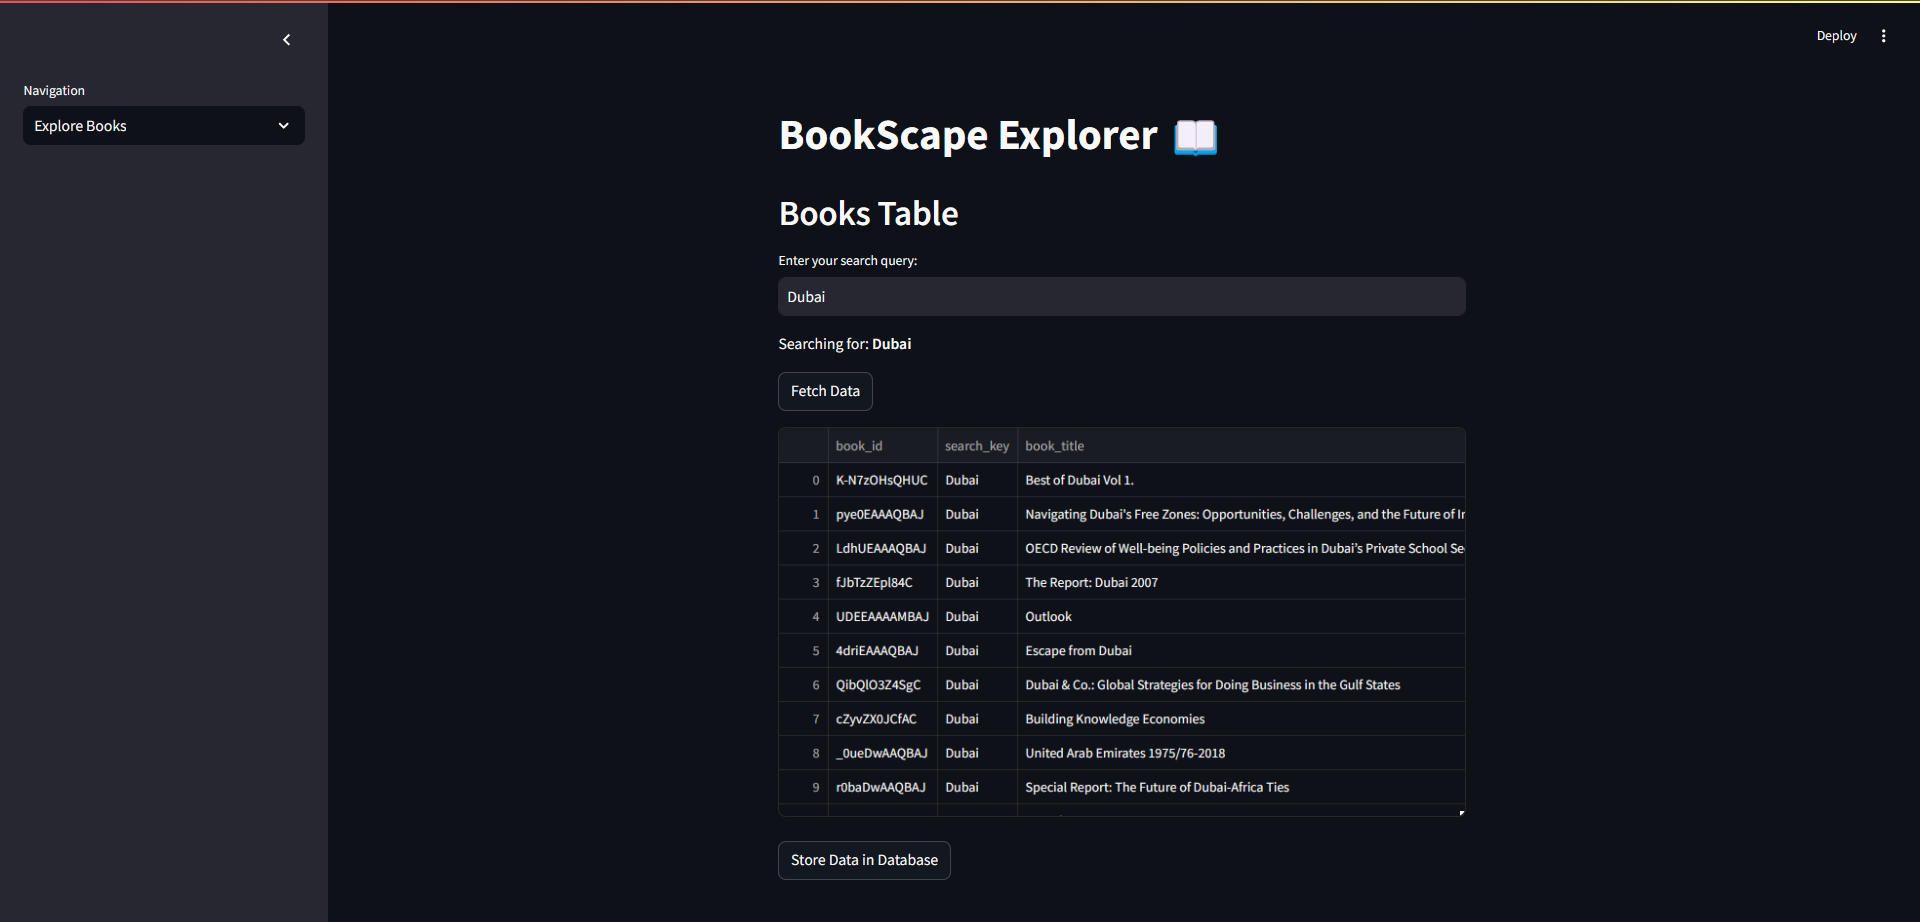 Deploy
Navigation
Explore Books
BookScape Explorer
Books Table
Enter your search query:
Dubai
Searching for: Dubai
Fetch Data
book_id search_key book_title
0 K-N7zOHsQHUC Dubai Best of Dubai Vol 1.
1 pye0EAAAQBAJ Dubai Navigating Dubai's Free Zones: Opportunities, Challenges, and the Future of
2 LdhUEAAAQBAJ Dubai OECD Review of Well-being Policies and Practices in Dubai’s Private School
3 fJbTzZEpl84C Dubai The Report: Dubai 2007
4 UDEEAAAAMBAJ Dubai Outlook
5 4driEAAAQBAJ Dubai Escape from Dubai
6 QibQlO3Z4SgC Dubai Dubai & Co.: Global Strategies for Doing Business in the Gulf States
7 cZyvZX0JCfAC Dubai Building Knowledge Economies
8 _0ueDwAAQBAJ Dubai United Arab Emirates 1975/76-2018
9 r0baDwAAQBAJ Dubai Special Report: The Future of Dubai-Africa Ties
Store Data in Database